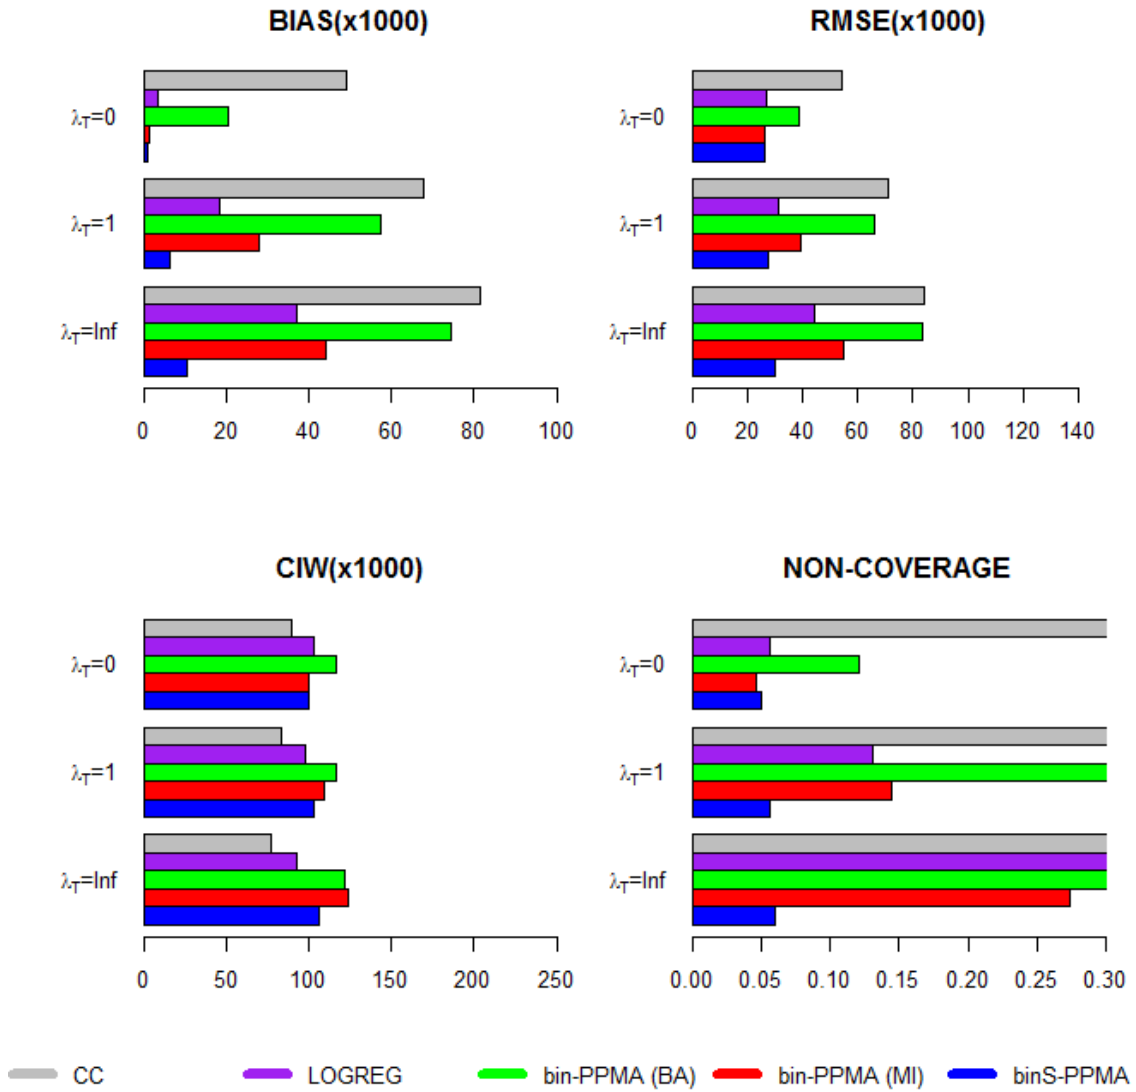 BIAS(x1000)
λT=0
λT=1
λT=Inf
0 20 40 60 80 100
RMSE(x1000)
λT=0
λT=1
λT=Inf
0 20 40 60 80 100 120 140
CIW(x1000)
λT=0
λT=1
λT=Inf
0 50 100 150 200 250
NON-COVERAGE
λT=0
λT=1
λT=Inf
0.00 0.05 0.10 0.15 0.20 0.25 0.30
CC LOGREG bin-PPMA (BA) bin-PPMA (MI) binS-PPMA